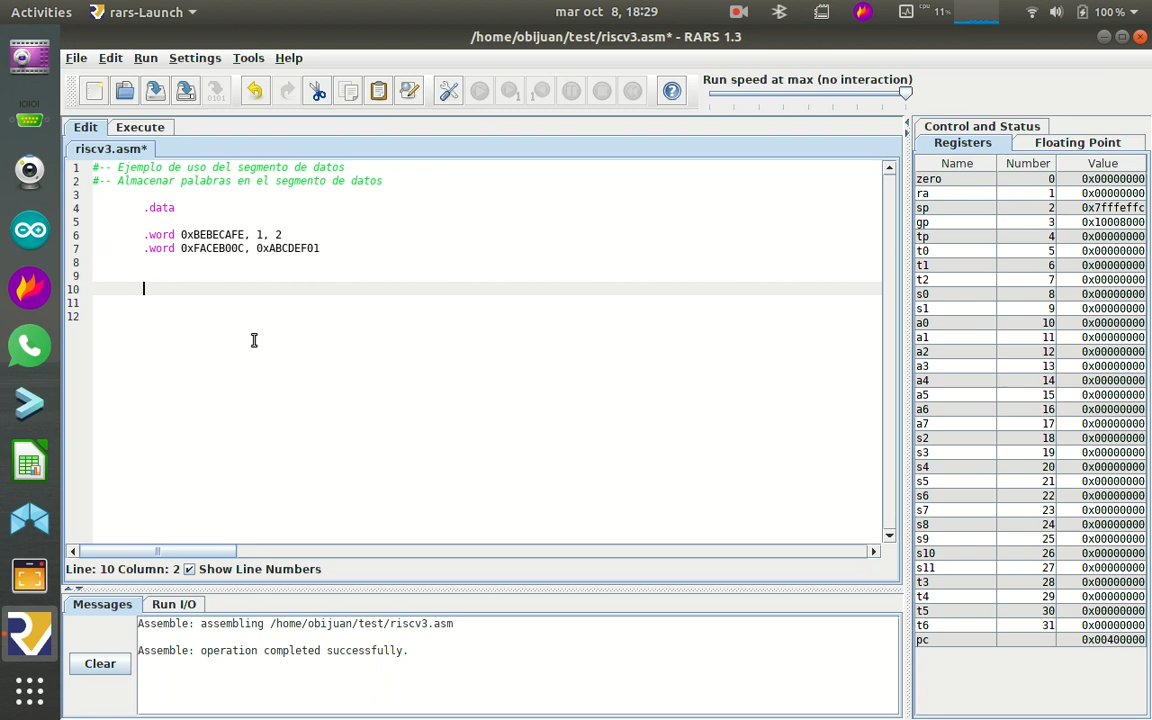 Activities rars-Launch mar oct 8, 18:29 cpu 11% 100 %
/home/obijuan/test/riscv3.asm* - RARS 1.3
File Edit Run Settings Tools Help
Run speed at max (no interaction)
Edit Execute
riscv3.asm*
1 #-- Ejemplo de uso del segmento de datos
2 #-- Almacenar palabras en el segmento de datos
3
4 .data
5
6 .word 0xBEBECAFE, 1, 2
7 .word 0xFACEB00C, 0xABCDEF01
8
9
10
11
12
Line: 10 Column: 2 Show Line Numbers
Messages Run I/O
Assemble: assembling /home/obijuan/test/riscv3.asm
Assemble: operation completed successfully.
Clear
Control and Status
Registers Floating Point
Name Number Value
zero 0 0x00000000
ra 1 0x00000000
sp 2 0x7fffeffc
gp 3 0x10008000
tp 4 0x00000000
t0 5 0x00000000
t1 6 0x00000000
t2 7 0x00000000
s0 8 0x00000000
s1 9 0x00000000
a0 10 0x00000000
a1 11 0x00000000
a2 12 0x00000000
a3 13 0x00000000
a4 14 0x00000000
a5 15 0x00000000
a6 16 0x00000000
a7 17 0x00000000
s2 18 0x00000000
s3 19 0x00000000
s4 20 0x00000000
s5 21 0x00000000
s6 22 0x00000000
s7 23 0x00000000
s8 24 0x00000000
s9 25 0x00000000
s10 26 0x00000000
s11 27 0x00000000
t3 28 0x00000000
t4 29 0x00000000
t5 30 0x00000000
t6 31 0x00000000
pc 0x00400000